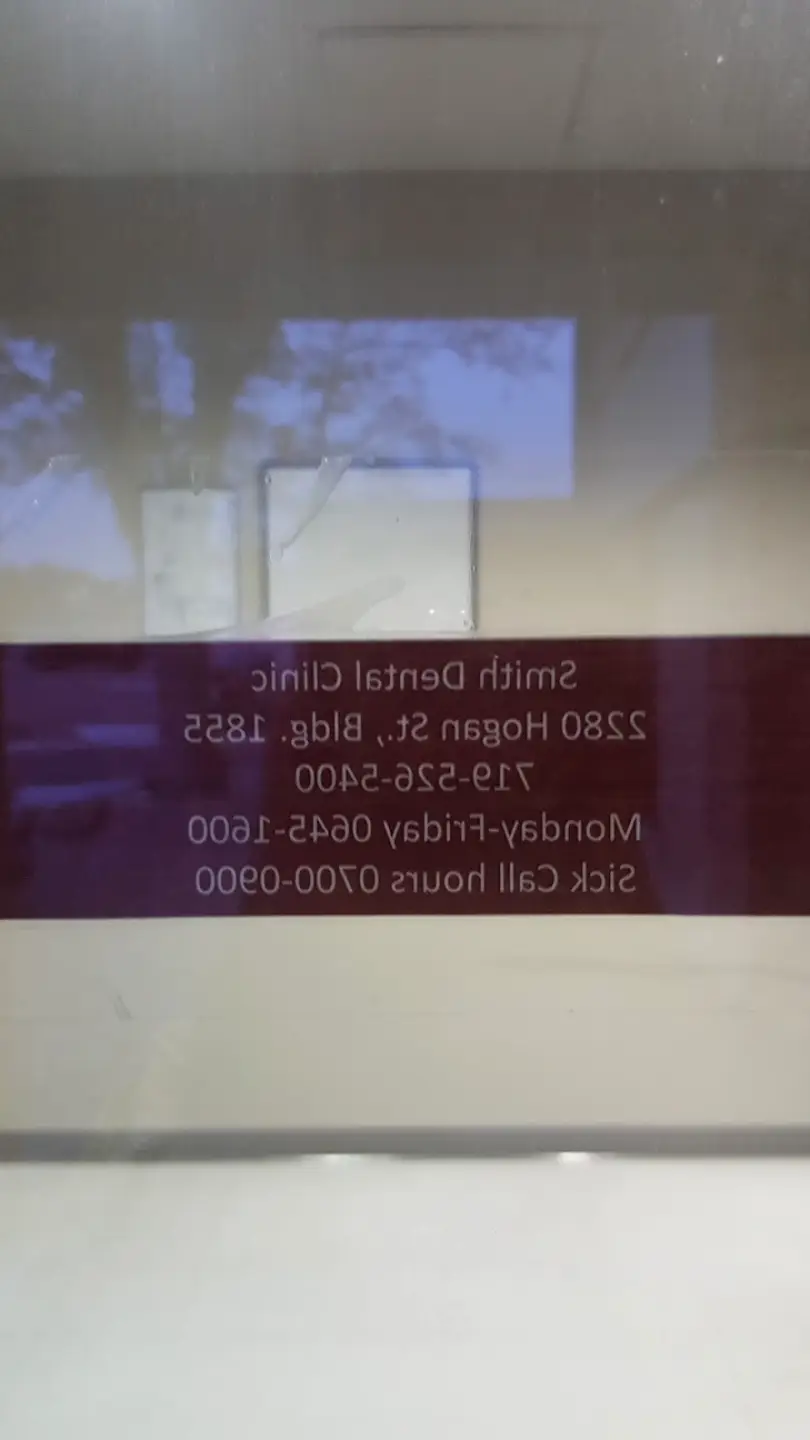 Smith Dental Clinic
2280 Hogan St., Bldg. 1855
719-526-5400
Monday-Friday 0645-1600
Sick Call hours 0700-0900